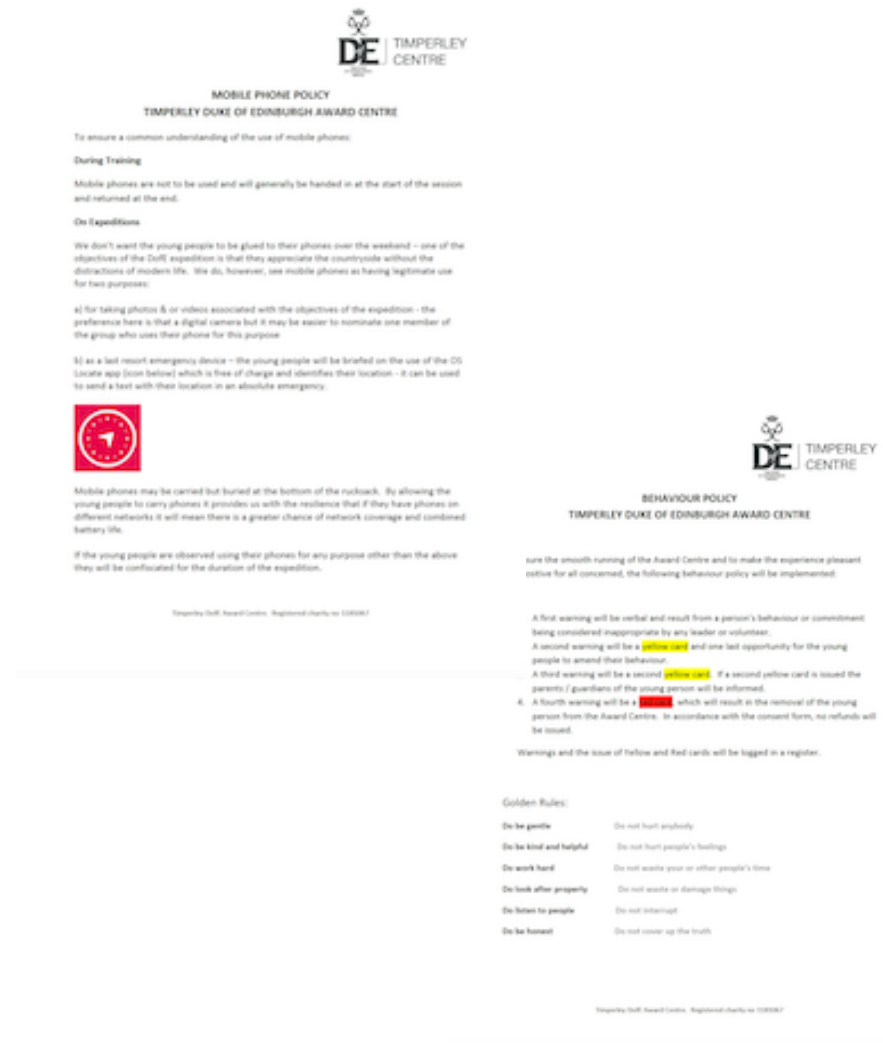 DE TIMPERLEY
CENTRE
MOBILE PHONE POLICY
TIMPERLEY DUKE OF EDINBURGH AWARD CENTRE
To ensure a common understanding of the use of mobile phones:
During Training
Mobile phones are not to be used and will generally be handed in at the start of the session
and returned at the end.
On Expeditions
We don't want the young people to be glued to their phones over the weekend – one of the
objectives of the DofE expedition is that they appreciate the countryside without the
distractions of modern life. We do, however, see mobile phones as having legitimate use
for two purposes:
a) for taking photos & or videos associated with the objectives of the expedition - the
preference here is that a digital camera but it may be easier to nominate one member of
the group who uses their phone for this purpose
b) as a last resort emergency device – the young people will be briefed on the use of the OS
Locate app (icon below) which is free of charge and identifies their location - it can be used
to send a text with their location in an absolute emergency.
Mobile phones may be carried but buried at the bottom of the rucksack. By allowing the
young people to carry phones it provides us with the resilience that if they have phones on
different networks it will mean there is a greater chance of network coverage and combined
battery life.
If the young people are observed using their phones for any purpose other than the above
they will be confiscated for the duration of the expedition.
Timperley DofE Award Centre. Registered charity no
DE TIMPERLEY
CENTRE
BEHAVIOUR POLICY
TIMPERLEY DUKE OF EDINBURGH AWARD CENTRE
sure the smooth running of the Award Centre and to make the experience pleasant
ositive for all concerned, the following behaviour policy will be implemented:
A first warning will be verbal and result from a person's behaviour or commitment
being considered inappropriate by any leader or volunteer.
A second warning will be a yellow card and one last opportunity for the young
people to amend their behaviour.
A third warning will be a second yellow card. If a second yellow card is issued the
parents / guardians of the young person will be informed.
4. A fourth warning will be a red card, which will result in the removal of the young
person from the Award Centre. In accordance with the consent form, no refunds will
be issued.
Warnings and the issue of Yellow and Red cards will be logged in a register.
Golden Rules:
Do be gentle Do not hurt anybody
Do be kind and helpful Do not hurt people's feelings
Do work hard Do not waste your or other people's time
Do look after property Do not waste or damage things
Do listen to people Do not interrupt
Do be honest Do not cover up the truth
Timperley DofE Award Centre. Registered charity no